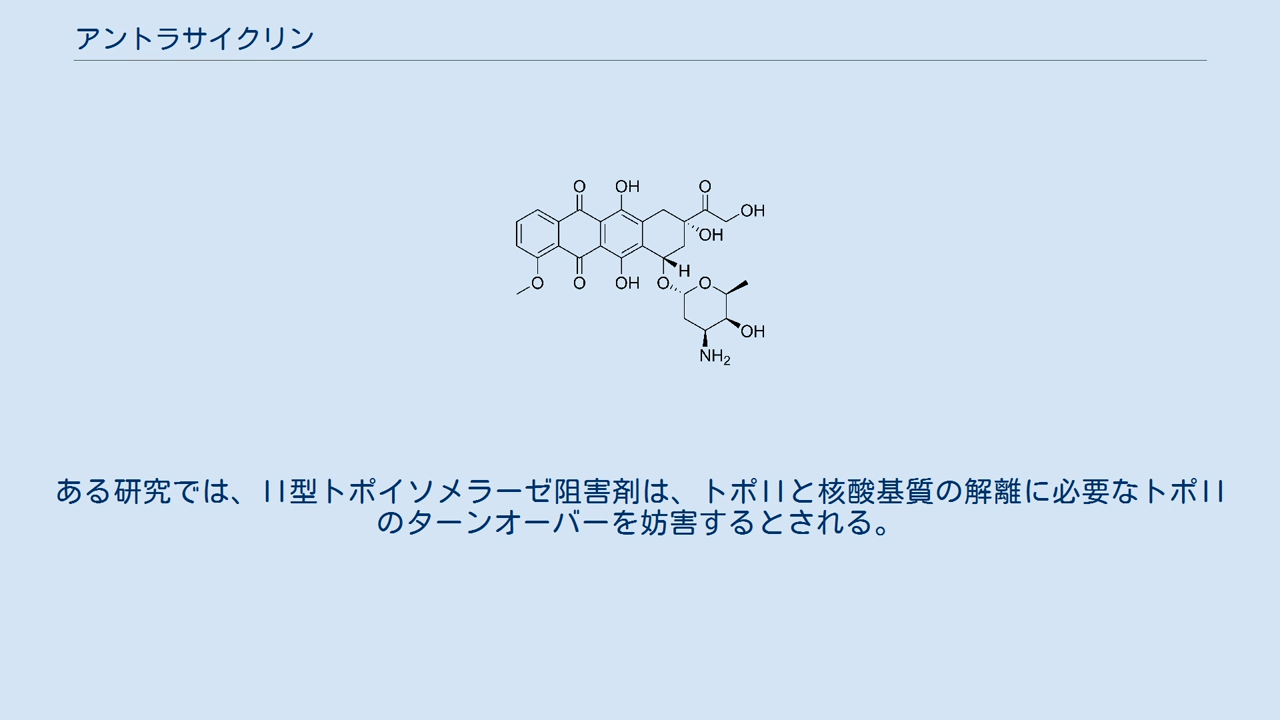 アントラサイクリン
O
OH
O
OH
OH
H
O
O
OH
O
O
OH
NH₂
ある研究では、II型トポイソメラーゼ阻害剤は、トポIIと核酸基質の解離に必要なトポII
のターンオーバーを妨害するとされる。